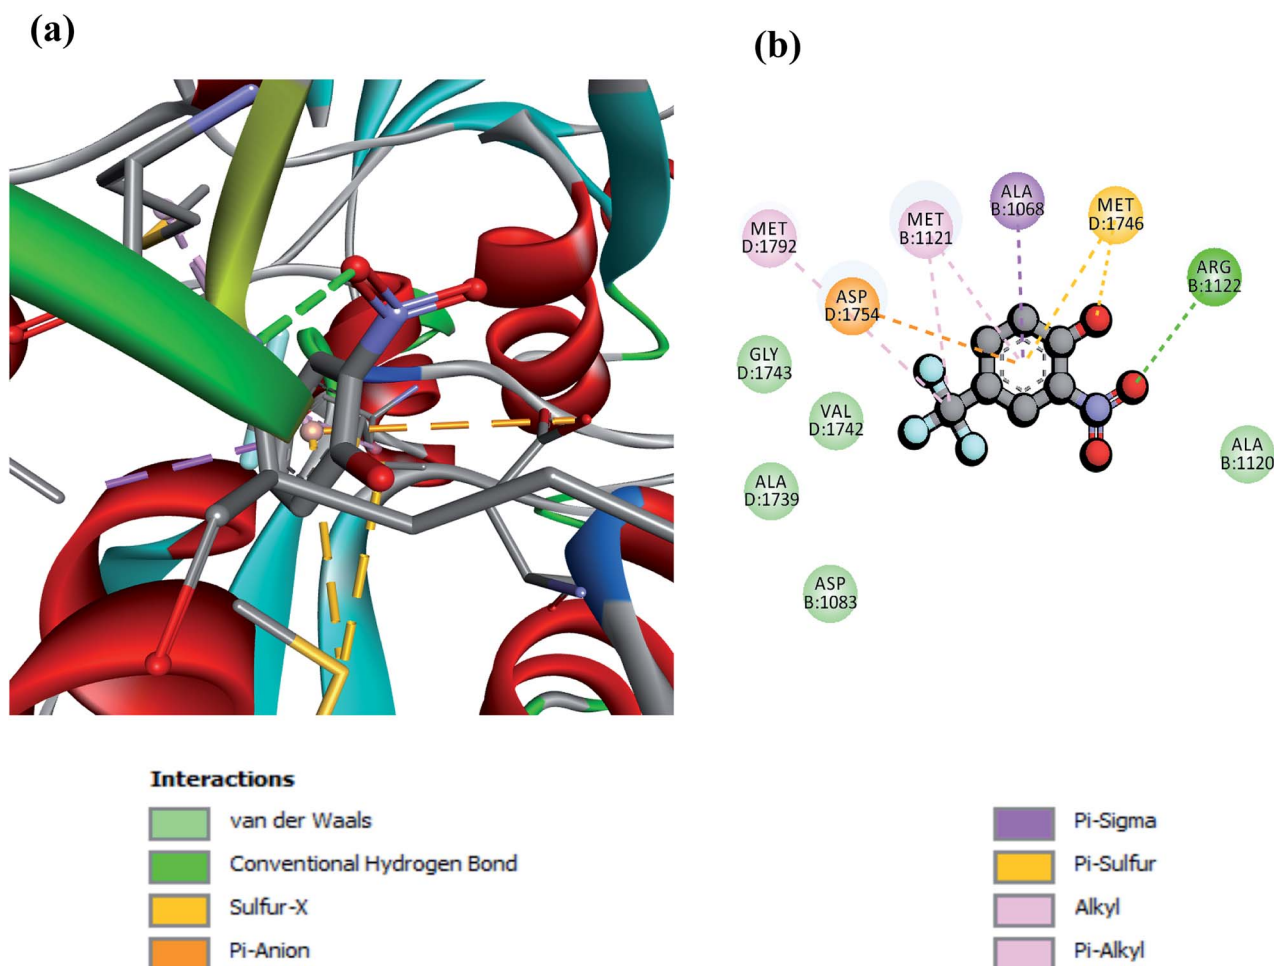 (a)
(b)
ALA
B:1068
MET
D:1746
MET
B:1121
MET
D:1792
ARG
B:1122
ASP
D:1754
GLY
D:1743
VAL
D:1742
ALA
B:1120
ALA
D:1739
ASP
B:1083
Interactions
van der Waals
Conventional Hydrogen Bond
Sulfur-X
Pi-Anion
Pi-Sigma
Pi-Sulfur
Alkyl
Pi-Alkyl